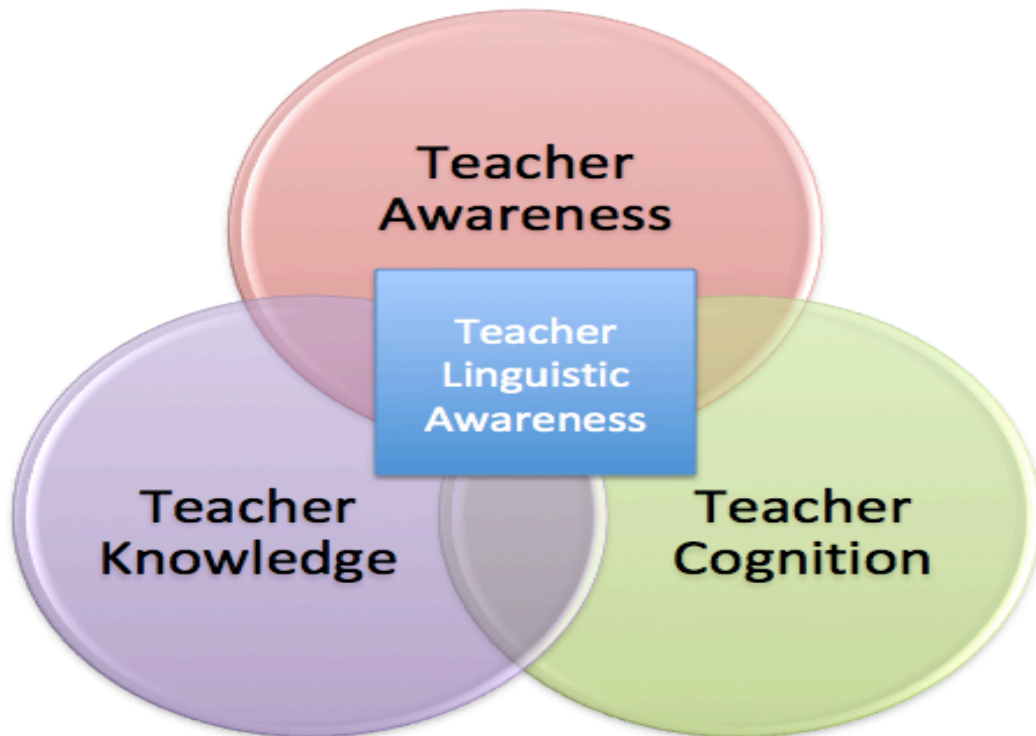 Teacher
Awareness
Teacher
Linguistic
Awareness
Teacher
Knowledge
Teacher
Cognition